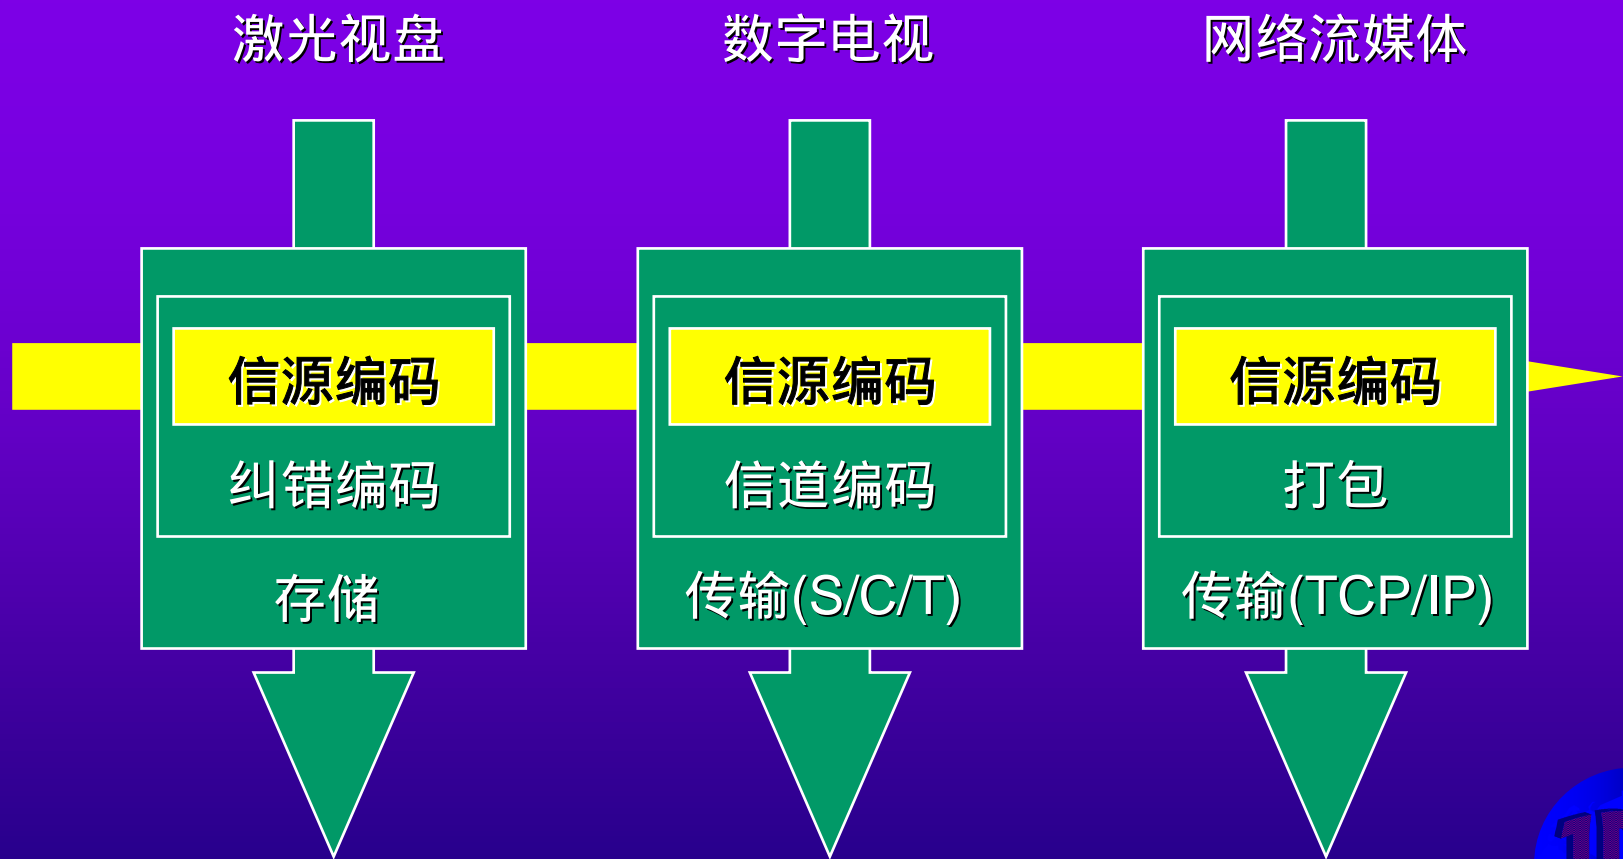 激光视盘
数字电视
网络流媒体
信源编码
信源编码
信源编码
纠错编码
信道编码
打包
存储
传输(S/C/T)
传输(TCP/IP)